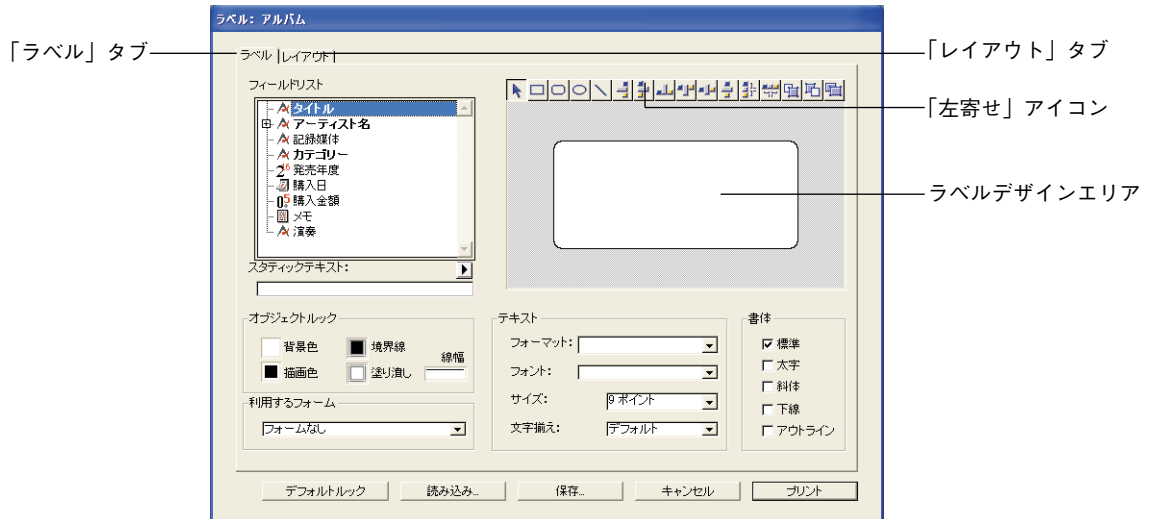 ラベル: アルバム
「ラベル」タブ
ラベル レイアウト
「レイアウト」タブ
フィールドリスト
「左寄せ」アイコン
タイトル
アーティスト名
記録媒体
カテゴリー
発売年度
購入日
購入金額
メモ
演奏
ラベルデザインエリア
スタティックテキスト:
オブジェクトルック
背景色
境界線
線幅
描画色
塗り潰し
利用するフォーム
フォームなし
テキスト
フォーマット:
フォント:
サイズ: 9 ポイント
文字揃え: デフォルト
書体
標準
太字
斜体
下線
アウトライン
デフォルトルック 読み込み... 保存... キャンセル プリント